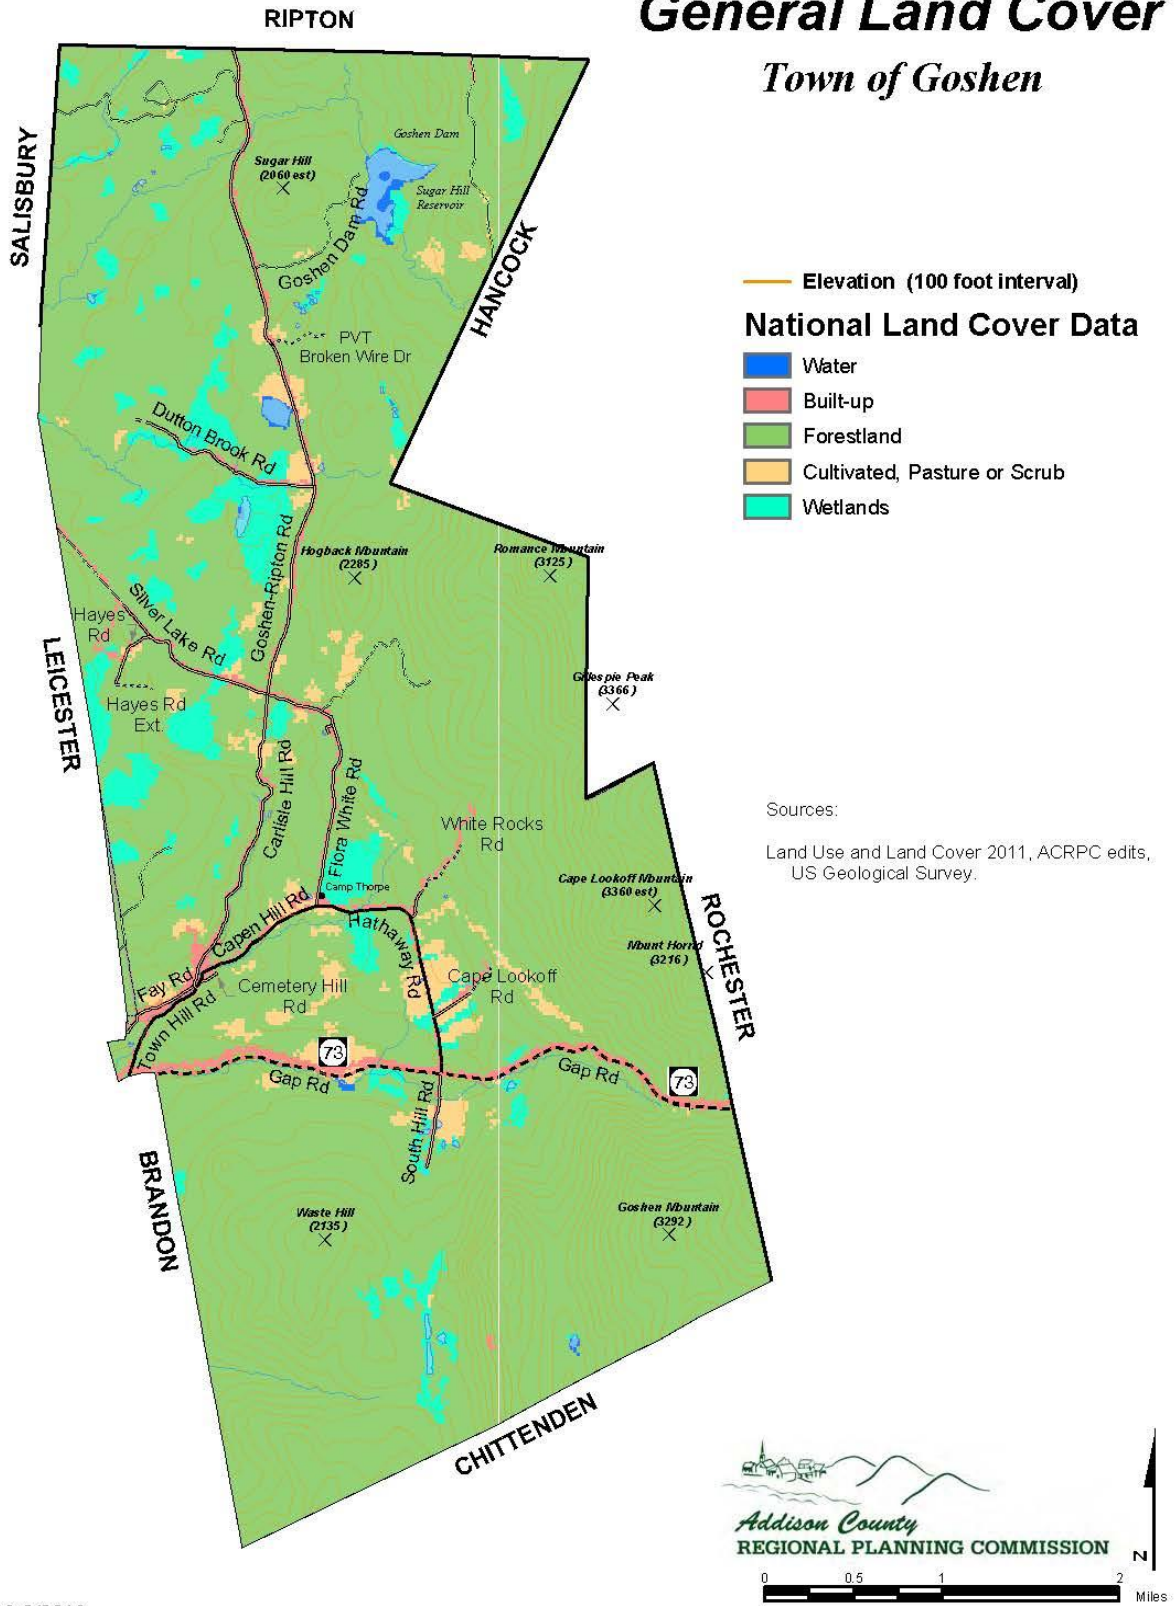 RIPTON
General Land Cover
Town of Goshen
SALISBURY
Goshen Dam
Sugar Hill
(2060 est)
Sugar Hill
Reservoir
Goshen Dam Rd
HANCOCK
PVT
Broken Wire Dr
Elevation (100 foot interval)
National Land Cover Data
Water
Built-up
Forestland
Cultivated, Pasture or Scrub
Wetlands
Dutton Brook Rd
Goshen-Ripton Rd
Hogback Mountain
(2285)
Romance Mountain
(3125)
Hayes
Rd
Silver Lake Rd
LEICESTER
Hayes Rd
Ext.
Gillespie Peak
(3366)
Carlisle Hill Rd
Flora White Rd
White Rocks
Rd
Sources:
Land Use and Land Cover 2011, ACRPC edits,
US Geological Survey.
Camp Thorpe
Cape Lookoff Mountain
(3360 est)
Capen Hill Rd
Hathaway Rd
ROCHESTER
Mount Horrid
(3216)
Fay Rd
Cemetery Hill
Rd
Cape Lookoff
Rd
Town Hill Rd
73
Gap Rd
Gap Rd
73
South Hill Rd
BRANDON
Waste Hill
(2135)
Goshen Mountain
(3292)
CHITTENDEN
Addison County
REGIONAL PLANNING COMMISSION
N
0 0.5 1 2
Miles